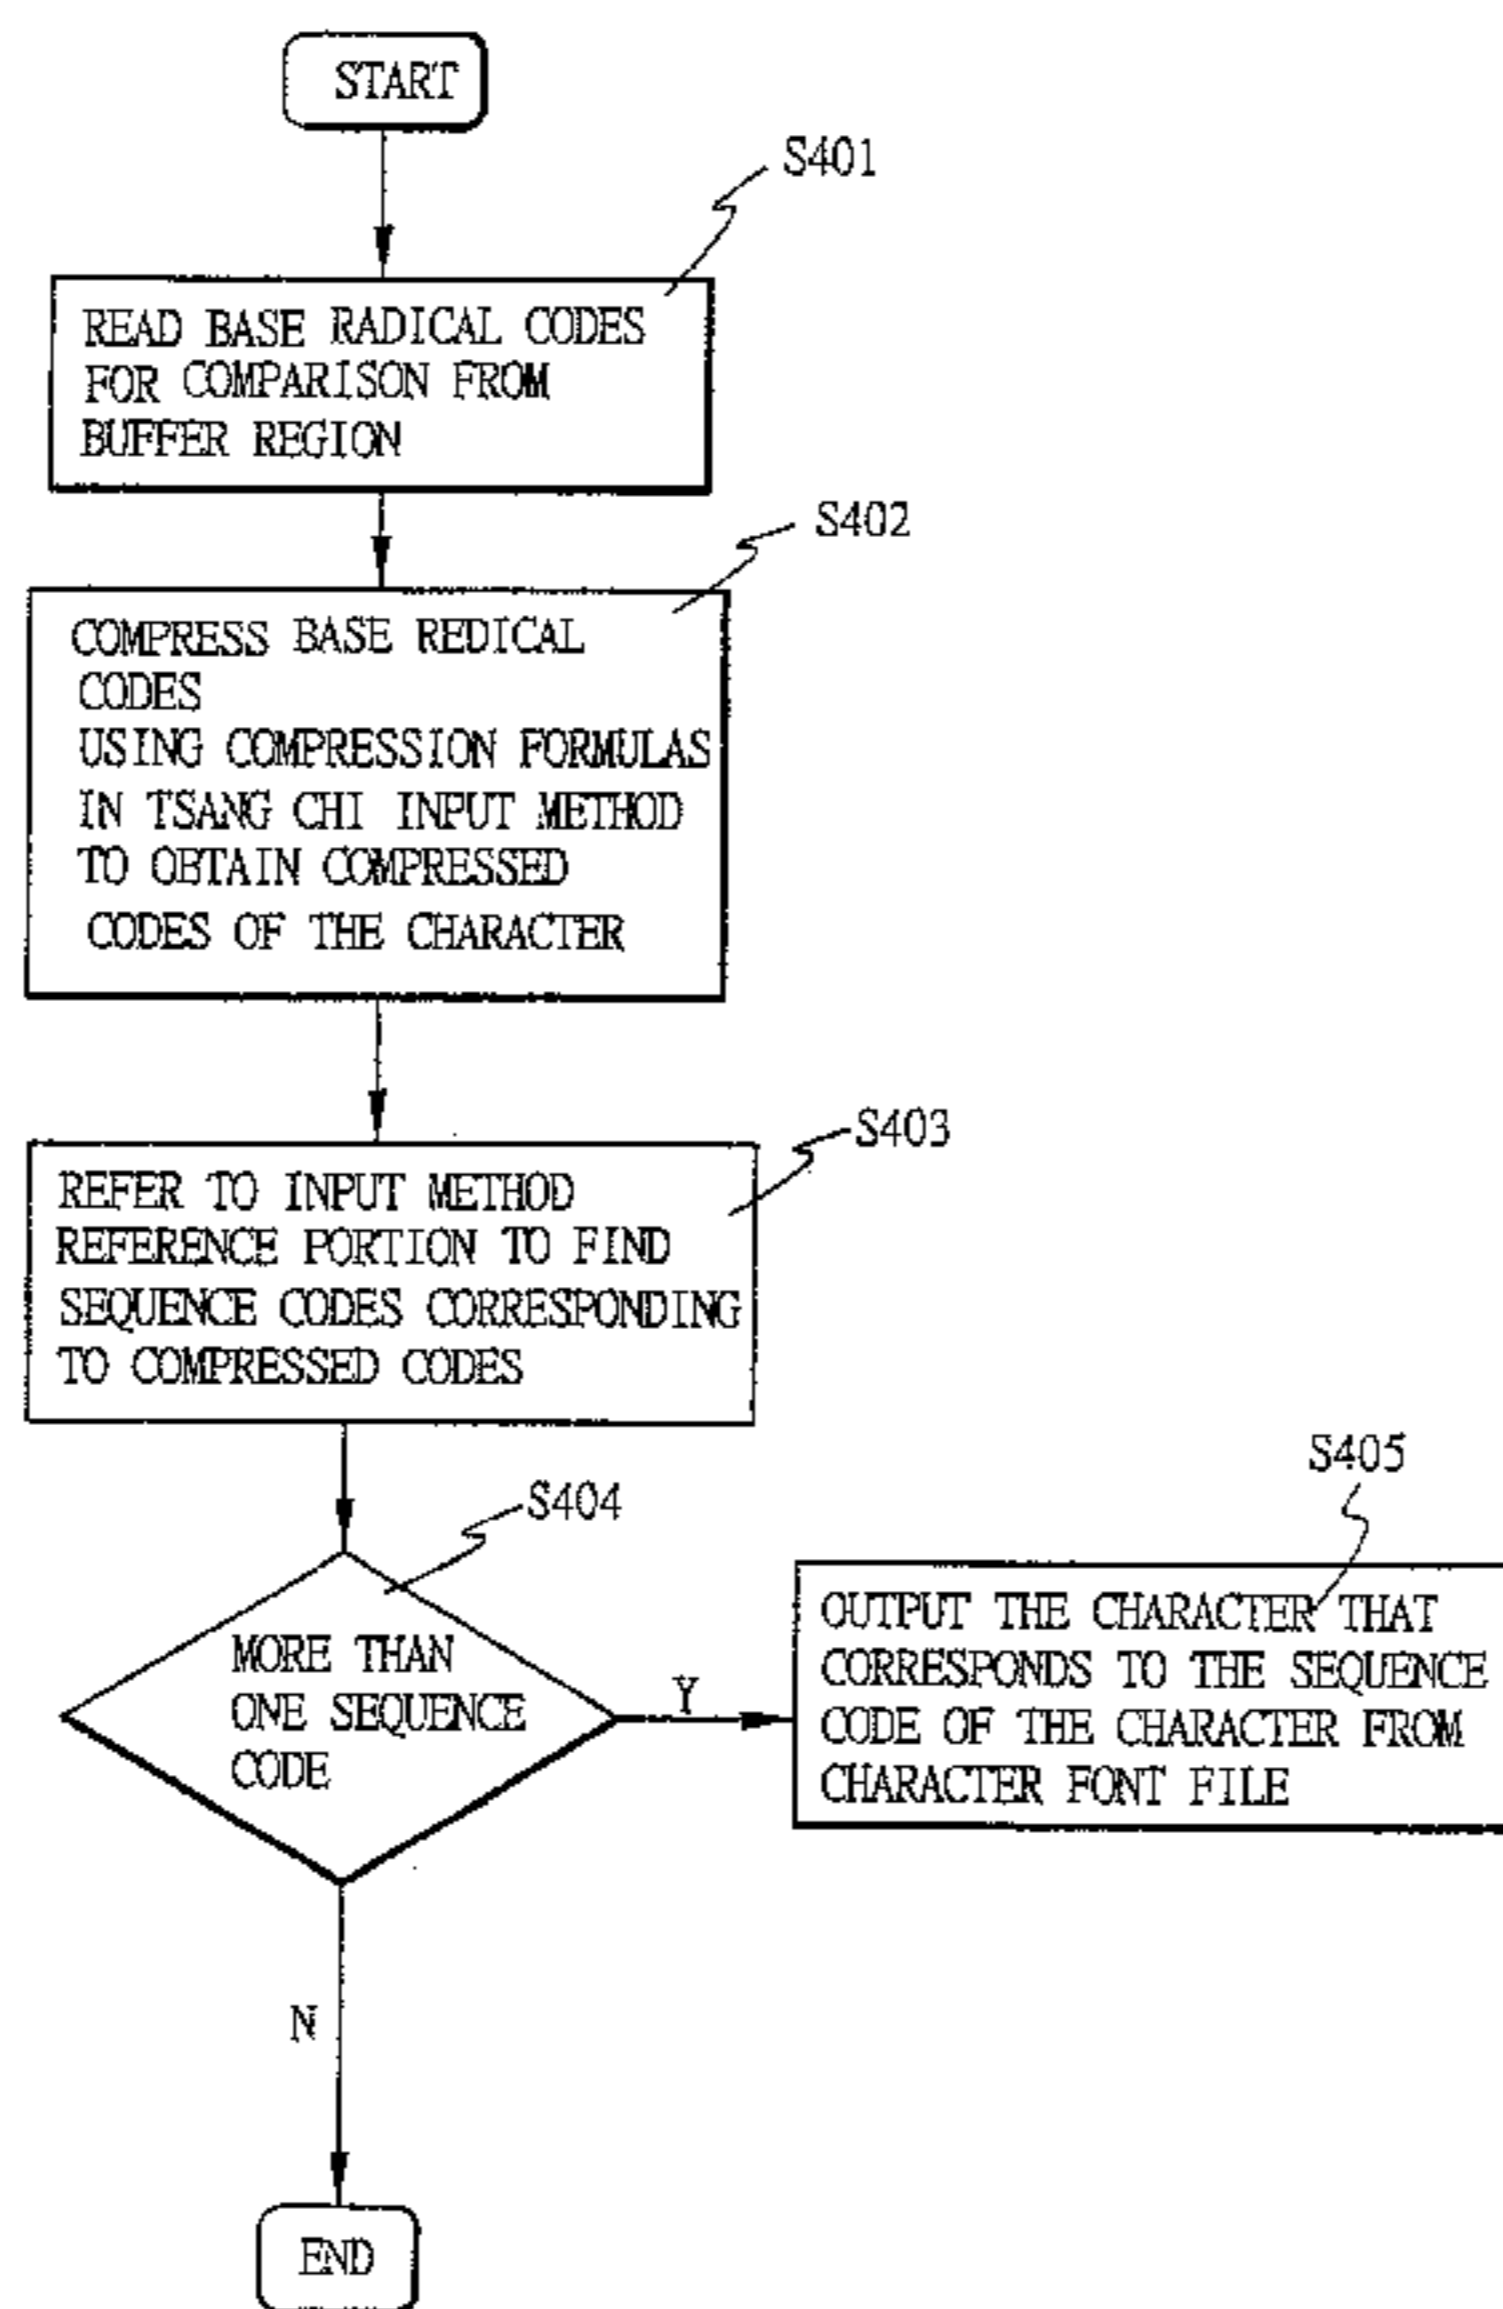 START
S401
READ BASE RADICAL CODES
FOR COMPARISON FROM
BUFFER REGION
S402
COMPRESS BASE REDICAL
CODES
USING COMPRESSION FORMULAS
IN TSANG CHI INPUT METHOD
TO OBTAIN COMPRESSED
CODES OF THE CHARACTER
S403
REFER TO INPUT METHOD
REFERENCE PORTION TO FIND
SEQUENCE CODES CORRESPONDING
TO COMPRESSED CODES
S404
MORE THAN
ONE SEQUENCE
CODE
Y
S405
OUTPUT THE CHARACTER THAT
CORRESPONDS TO THE SEQUENCE
CODE OF THE CHARACTER FROM
CHARACTER FONT FILE
N
END